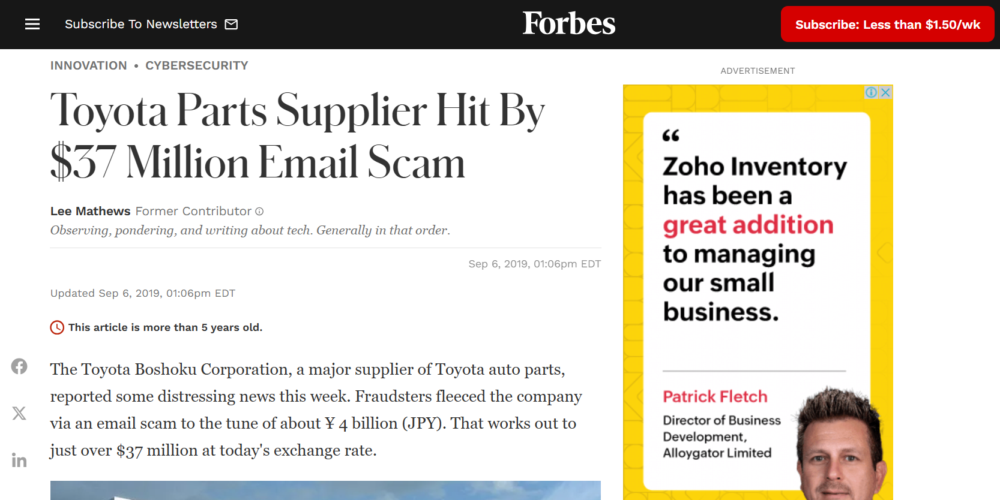 Subscribe To Newsletters
Forbes
Subscribe: Less than $1.50/wk
INNOVATION • CYBERSECURITY
Toyota Parts Supplier Hit By
$37 Million Email Scam
Lee Mathews Former Contributor
Observing, pondering, and writing about tech. Generally in that order.
Sep 6, 2019, 01:06pm EDT
Updated Sep 6, 2019, 01:06pm EDT
This article is more than 5 years old.
The Toyota Boshoku Corporation, a major supplier of Toyota auto parts,
reported some distressing news this week. Fraudsters fleeced the company
via an email scam to the tune of about ¥ 4 billion (JPY). That works out to
just over $37 million at today's exchange rate.
ADVERTISEMENT
“
Zoho Inventory
has been a
great addition
to managing
our small
business.
Patrick Fletch
Director of Business
Development,
Alloygator Limited